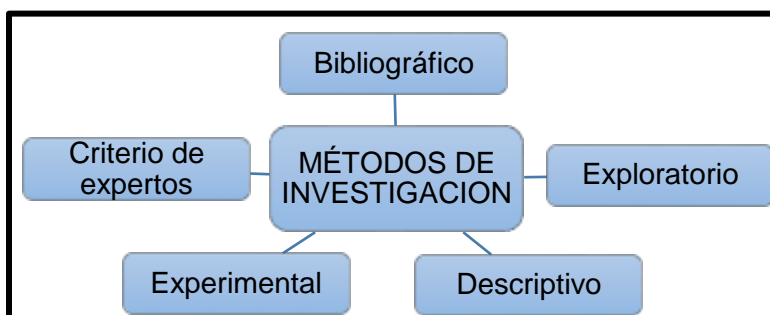 Bibliográfico
Criterio de
expertos
MÉTODOS DE
INVESTIGACION
Exploratorio
Experimental
Descriptivo